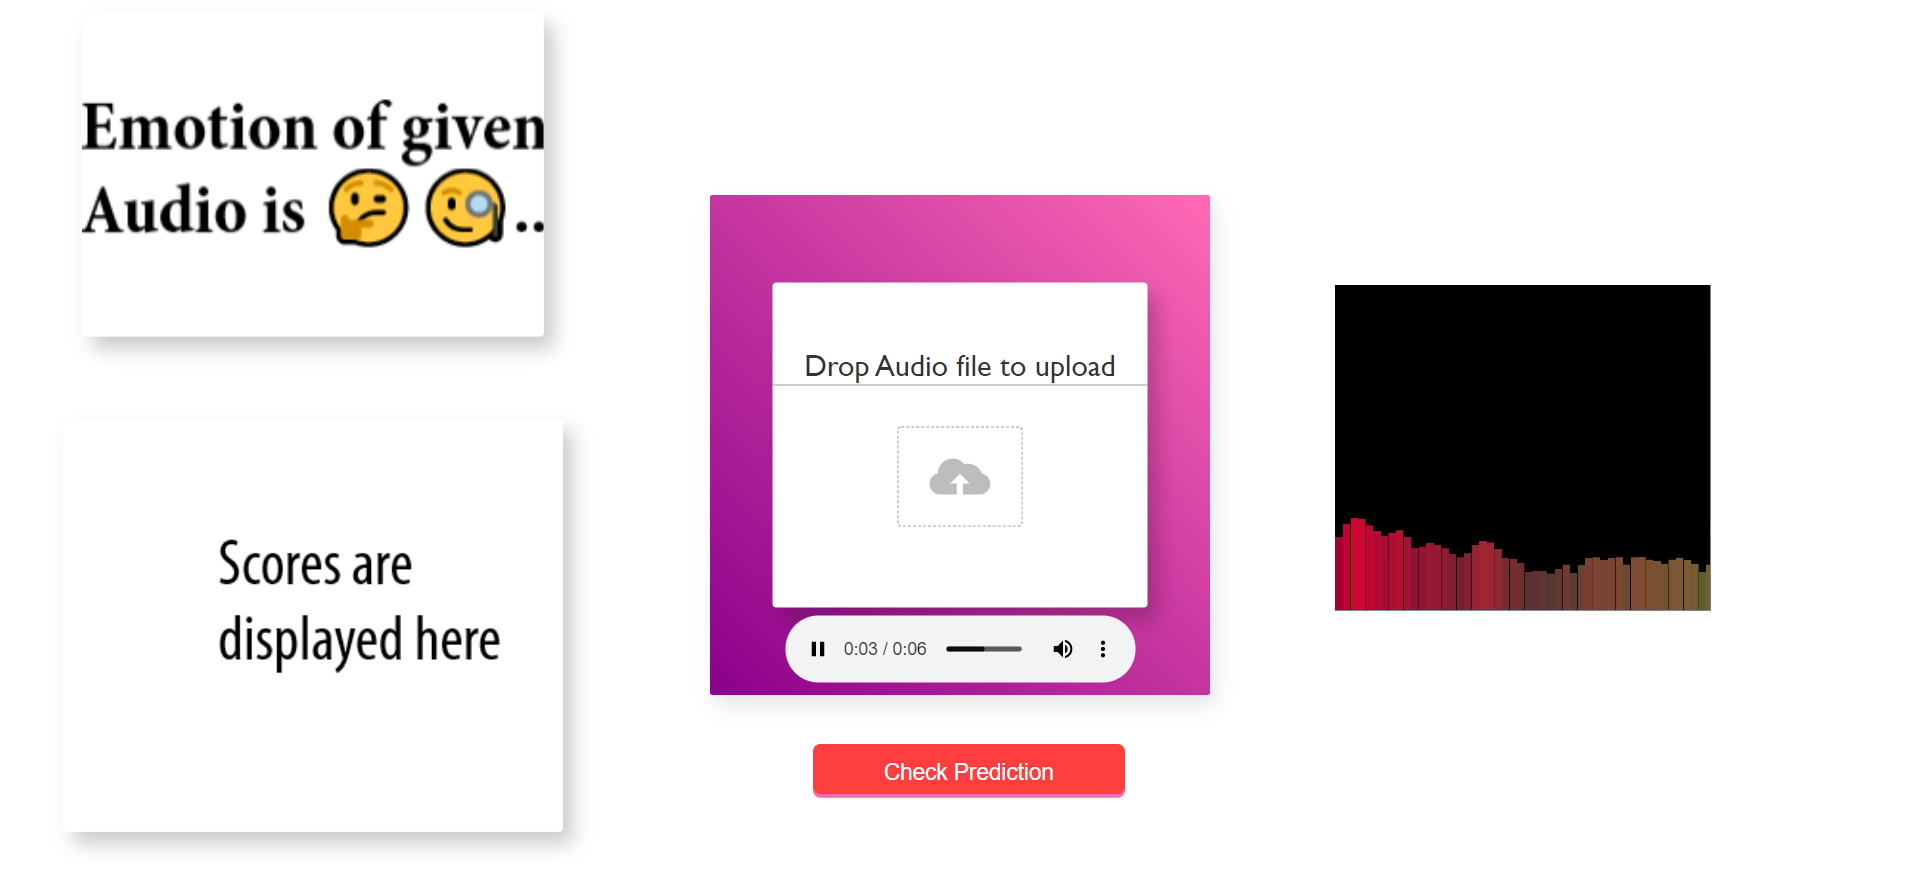 Emotion of given
Audio is 🤔 🧐..
Scores are
displayed here
Drop Audio file to upload
0:03 / 0:06
Check Prediction